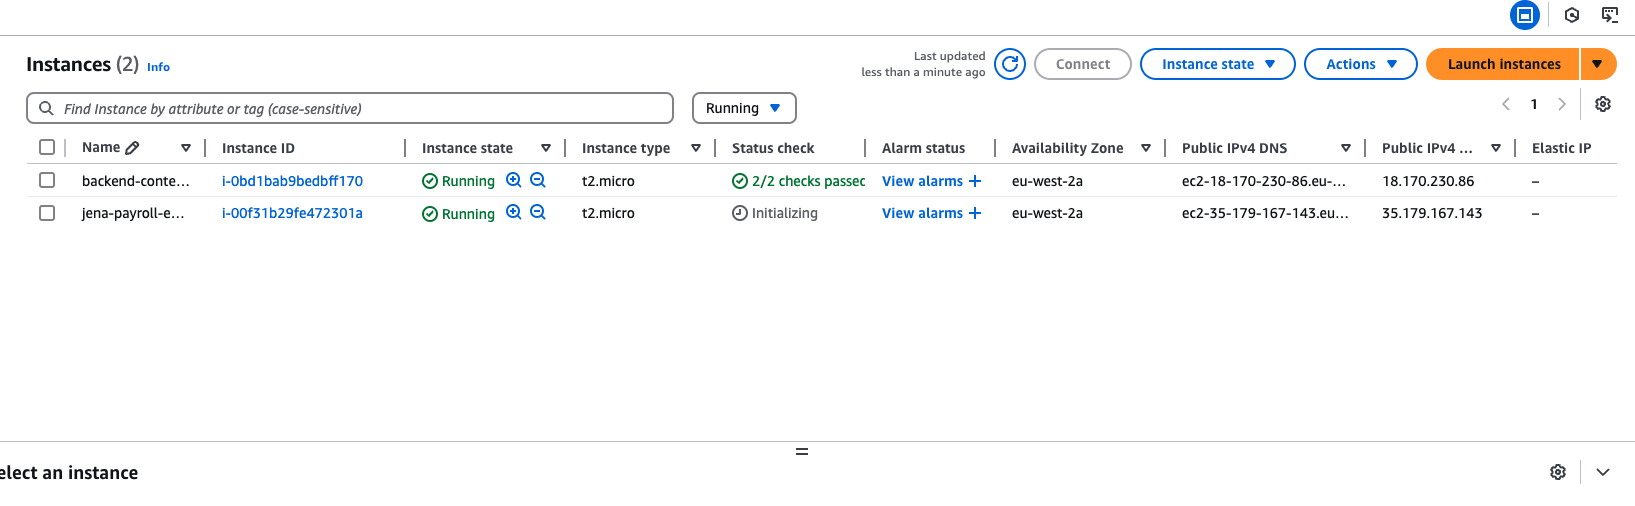 Instances (2) Info
Last updated
less than a minute ago
Connect
Instance state
Actions
Launch instances
Find Instance by attribute or tag (case-sensitive)
Running
1
Name Instance ID Instance state Instance type Status check Alarm status Availability Zone Public IPv4 DNS Public IPv4 ... Elastic IP
backend-conte... i-0bd1bab9bedbff170 Running t2.micro 2/2 checks passec View alarms + eu-west-2a ec2-18-170-230-86.eu-... 18.170.230.86 –
jena-payroll-e... i-00f31b29fe472301a Running t2.micro Initializing View alarms + eu-west-2a ec2-35-179-167-143.eu... 35.179.167.143 –
elect an instance